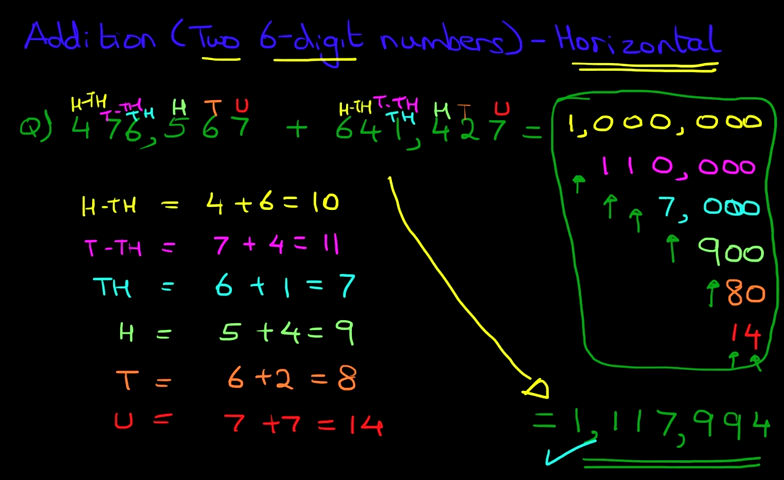 Addition (Two 6-digit numbers) - Horizontal
H-TH T-TH TH H T U H-TH T-TH TH H T U
Q) 476,567 + 641,427 = 1,000,000
110,000
H-TH = 4 + 6 = 10 7,000
T-TH = 7 + 4 = 11 900
TH = 6 + 1 = 7 80
H = 5 + 4 = 9 14
T = 6 + 2 = 8
U = 7 + 7 = 14 = 1,117,994